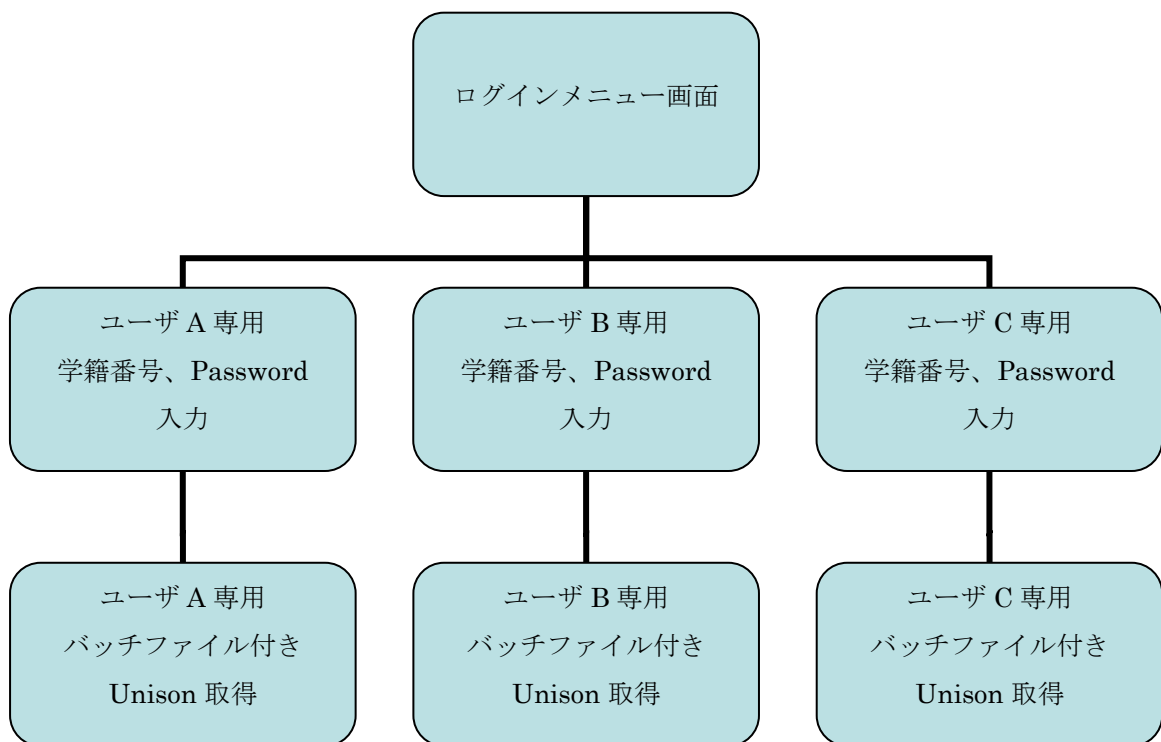 ログインメニュー画面
ユーザ A 専用
学籍番号、Password
入力
ユーザ B 専用
学籍番号、Password
入力
ユーザ C 専用
学籍番号、Password
入力
ユーザ A 専用
バッチファイル付き
Unison 取得
ユーザ B 専用
バッチファイル付き
Unison 取得
ユーザ C 専用
バッチファイル付き
Unison 取得